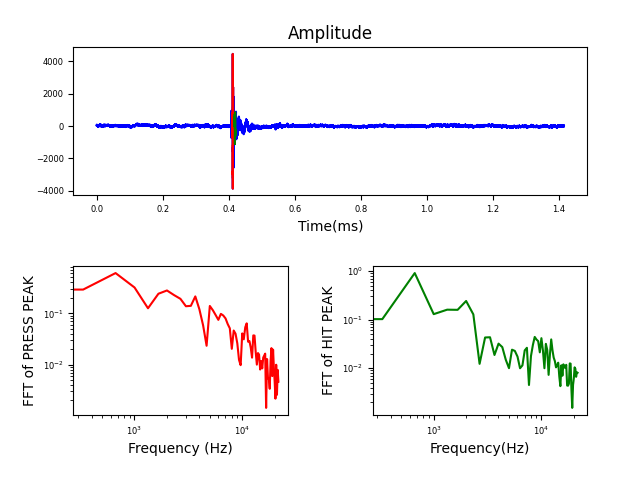 Amplitude
4000
2000
0
−2000
−4000
0.0 0.2 0.4 0.6 0.8 1.0 1.2 1.4
Time(ms)
FFT of PRESS PEAK
10⁻¹
10⁻²
10³ 10⁴
Frequency (Hz)
FFT of HIT PEAK
10⁰
10⁻¹
10⁻²
10³ 10⁴
Frequency(Hz)